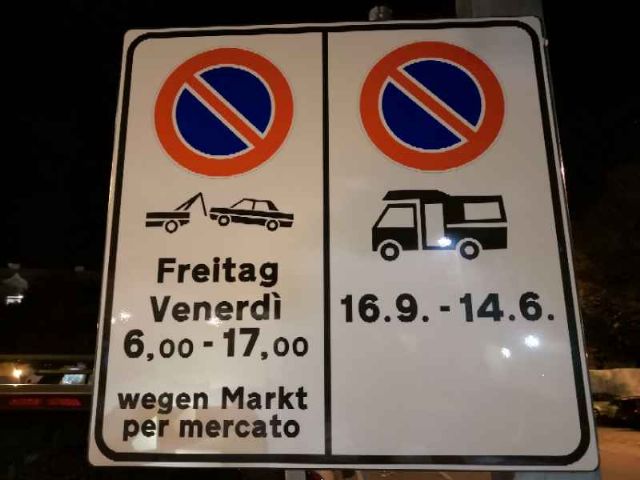 Freitag
Venerdì
6,00 - 17,00
wegen Markt
per mercato
16.9. - 14.6.